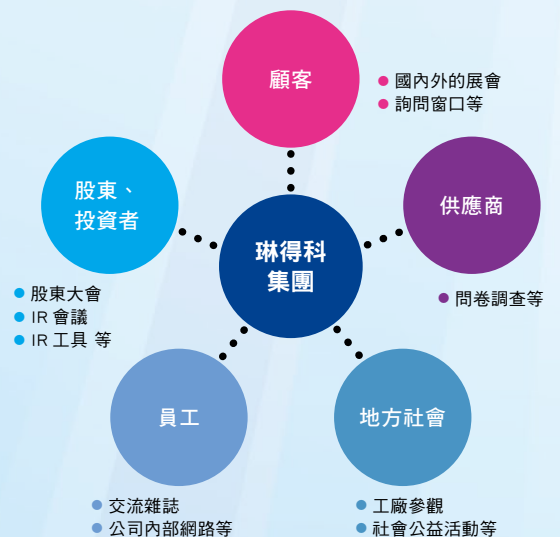 顧客
● 國內外的展會
● 詢問窗口等
股東、
投資者
● 股東大會
● IR 會議
● IR 工具 等
琳得科
集團
供應商
● 問卷調查等
員工
● 交流雜誌
● 公司內部網路等
地方社會
● 工廠參觀
● 社會公益活動等